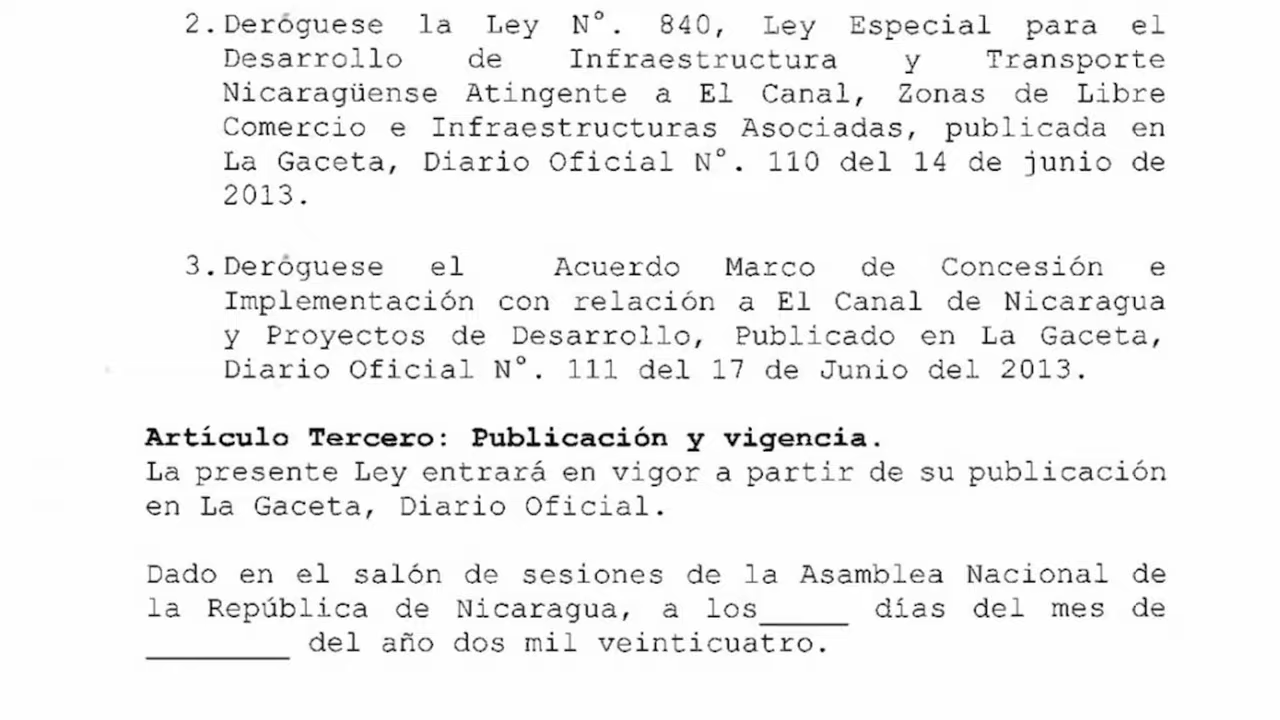 2. Deróguese la Ley N°. 840, Ley Especial para el
Desarrollo de Infraestructura y Transporte
Nicaragüense Atingente a El Canal, Zonas de Libre
Comercio e Infraestructuras Asociadas, publicada en
La Gaceta, Diario Oficial N°. 110 del 14 de junio de
2013.
3. Deróguese el Acuerdo Marco de Concesión e
Implementación con relación a El Canal de Nicaragua
y Proyectos de Desarrollo, Publicado en La Gaceta,
Diario Oficial N°. 111 del 17 de Junio del 2013.
Artículo Tercero: Publicación y vigencia.
La presente Ley entrará en vigor a partir de su publicación
en La Gaceta, Diario Oficial.
Dado en el salón de sesiones de la Asamblea Nacional de
la República de Nicaragua, a los_____ días del mes de
________ del año dos mil veinticuatro.